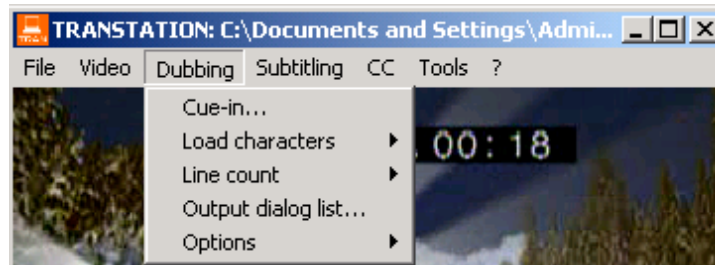 TRANSTATION: C:\Documents and Settings\Admi...
File Video Dubbing Subtitling CC Tools ?
Cue-in...
Load characters
00:18
Line count
Output dialog list...
Options